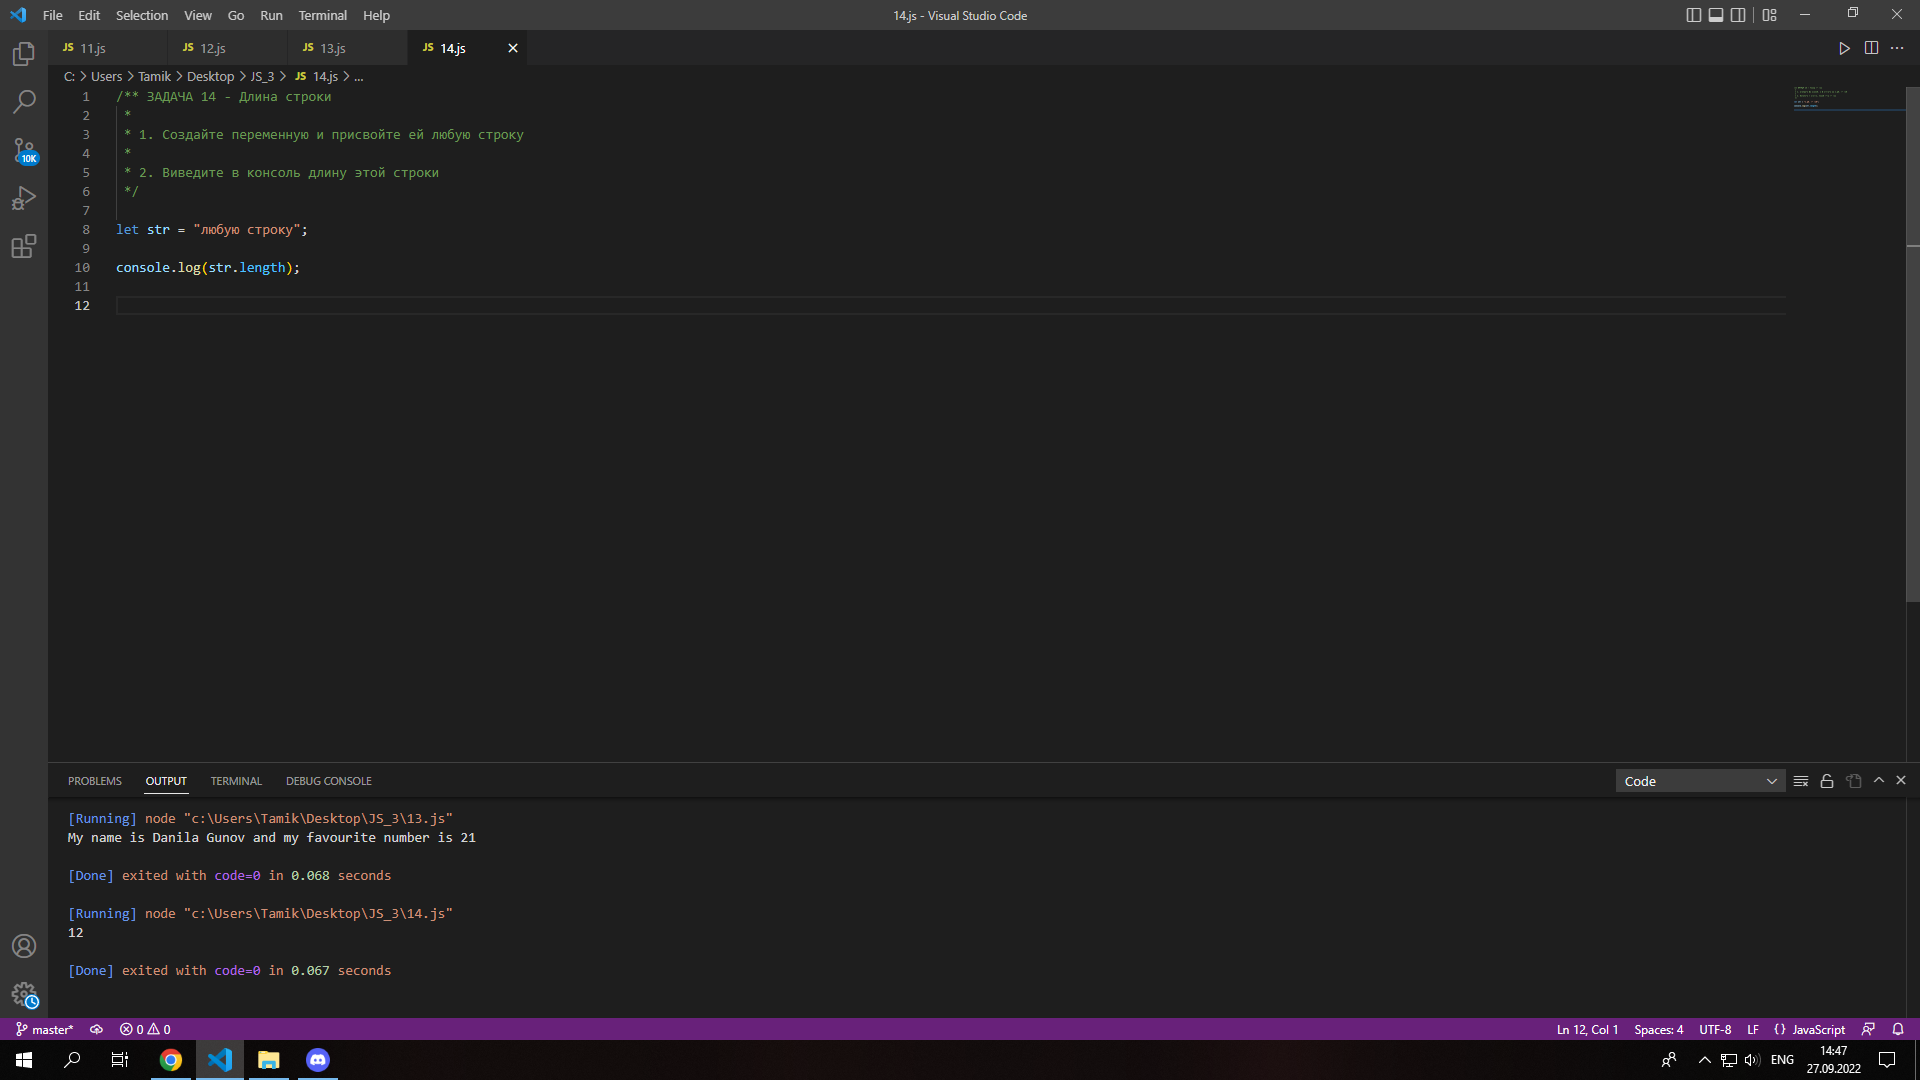 File Edit Selection View Go Run Terminal Help
14.js - Visual Studio Code
JS 11.js JS 12.js JS 13.js JS 14.js
C: > Users > Tamik > Desktop > JS_3 > JS 14.js > ...
1 /** ЗАДАЧА 14 - Длина строки
2 *
3 * 1. Создайте переменную и присвойте ей любую строку
4 *
5 * 2. Виведите в консоль длину этой строки
6 */
7
8 let str = "любую строку";
9
10 console.log(str.length);
11
12
10K
PROBLEMS OUTPUT TERMINAL DEBUG CONSOLE
Code
[Running] node "c:\Users\Tamik\Desktop\JS_3\13.js"
My name is Danila Gunov and my favourite number is 21
[Done] exited with code=0 in 0.068 seconds
[Running] node "c:\Users\Tamik\Desktop\JS_3\14.js"
12
[Done] exited with code=0 in 0.067 seconds
master* 0 0
Ln 12, Col 1 Spaces: 4 UTF-8 LF {} JavaScript
ENG
14:47
27.09.2022